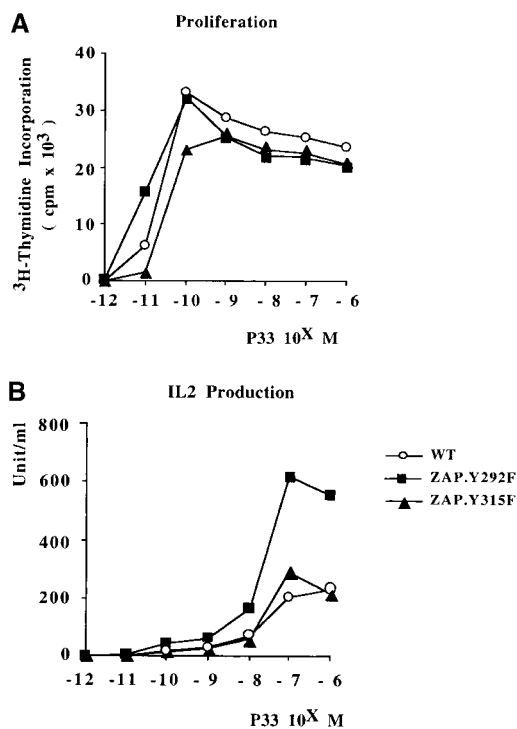 A
Proliferation
3H-Thymidine Incorporation
( cpm x 10³ )
40
30
20
10
0
-12 -11 -10 - 9 - 8 - 7 - 6
P33 10X M
B
IL2 Production
Unit/ml
800
600
400
200
0
-12 -11 -10 - 9 - 8 - 7 - 6
P33 10X M
WT
ZAP.Y292F
ZAP.Y315F